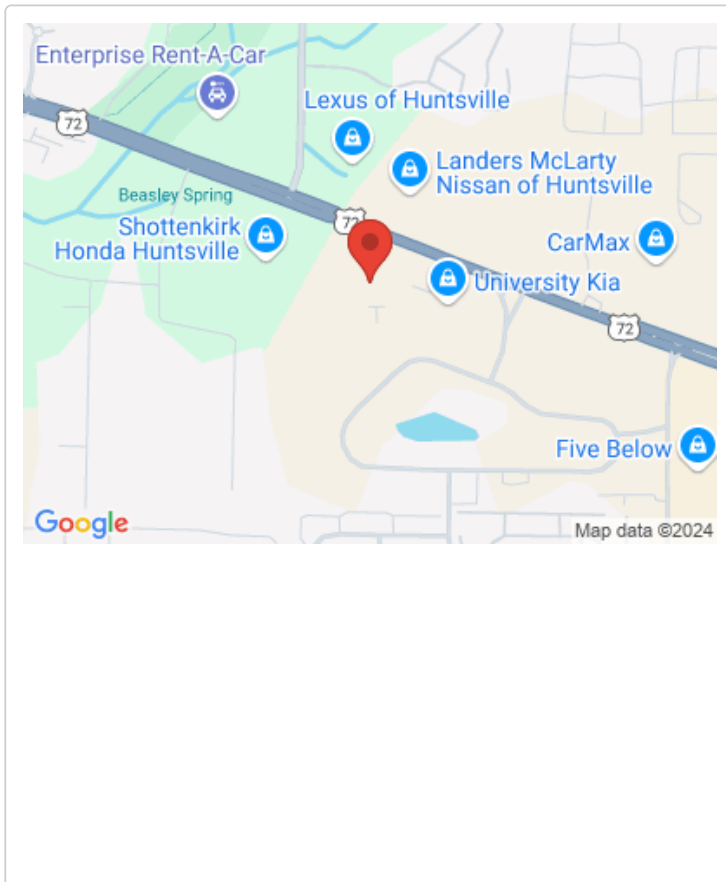 Enterprise Rent-A-Car
72
Lexus of Huntsville
Landers McLarty
Nissan of Huntsville
Beasley Spring
72
Shottenkirk
Honda Huntsville
CarMax
University Kia
72
Five Below
Google
Map data ©2024